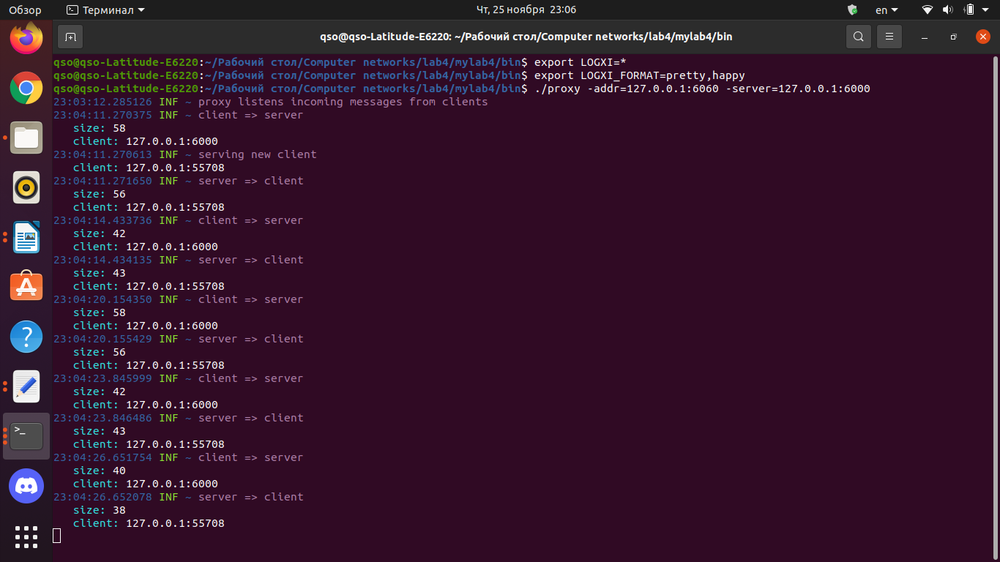 Обзор
Терминал
Чт, 25 ноября 23:06
en
qso@qso-Latitude-E6220: ~/Рабочий стол/Computer networks/lab4/mylab4/bin
qso@qso-Latitude-E6220:~/Рабочий стол/Computer networks/lab4/mylab4/bin$ export LOGXI=*
qso@qso-Latitude-E6220:~/Рабочий стол/Computer networks/lab4/mylab4/bin$ export LOGXI_FORMAT=pretty,happy
qso@qso-Latitude-E6220:~/Рабочий стол/Computer networks/lab4/mylab4/bin$ ./proxy -addr=127.0.0.1:6060 -server=127.0.0.1:6000
23:03:12.285126 INF ~ proxy listens incoming messages from clients
23:04:11.270375 INF ~ client => server
size: 58
client: 127.0.0.1:6000
23:04:11.270613 INF ~ serving new client
client: 127.0.0.1:55708
23:04:11.271650 INF ~ server => client
size: 56
client: 127.0.0.1:55708
23:04:14.433736 INF ~ client => server
size: 42
client: 127.0.0.1:6000
23:04:14.434135 INF ~ server => client
size: 43
client: 127.0.0.1:55708
23:04:20.154350 INF ~ client => server
size: 58
client: 127.0.0.1:6000
23:04:20.155429 INF ~ server => client
size: 56
client: 127.0.0.1:55708
23:04:23.845999 INF ~ client => server
size: 42
client: 127.0.0.1:6000
23:04:23.846486 INF ~ server => client
size: 43
client: 127.0.0.1:55708
23:04:26.651754 INF ~ client => server
size: 40
client: 127.0.0.1:6000
23:04:26.652078 INF ~ server => client
size: 38
client: 127.0.0.1:55708